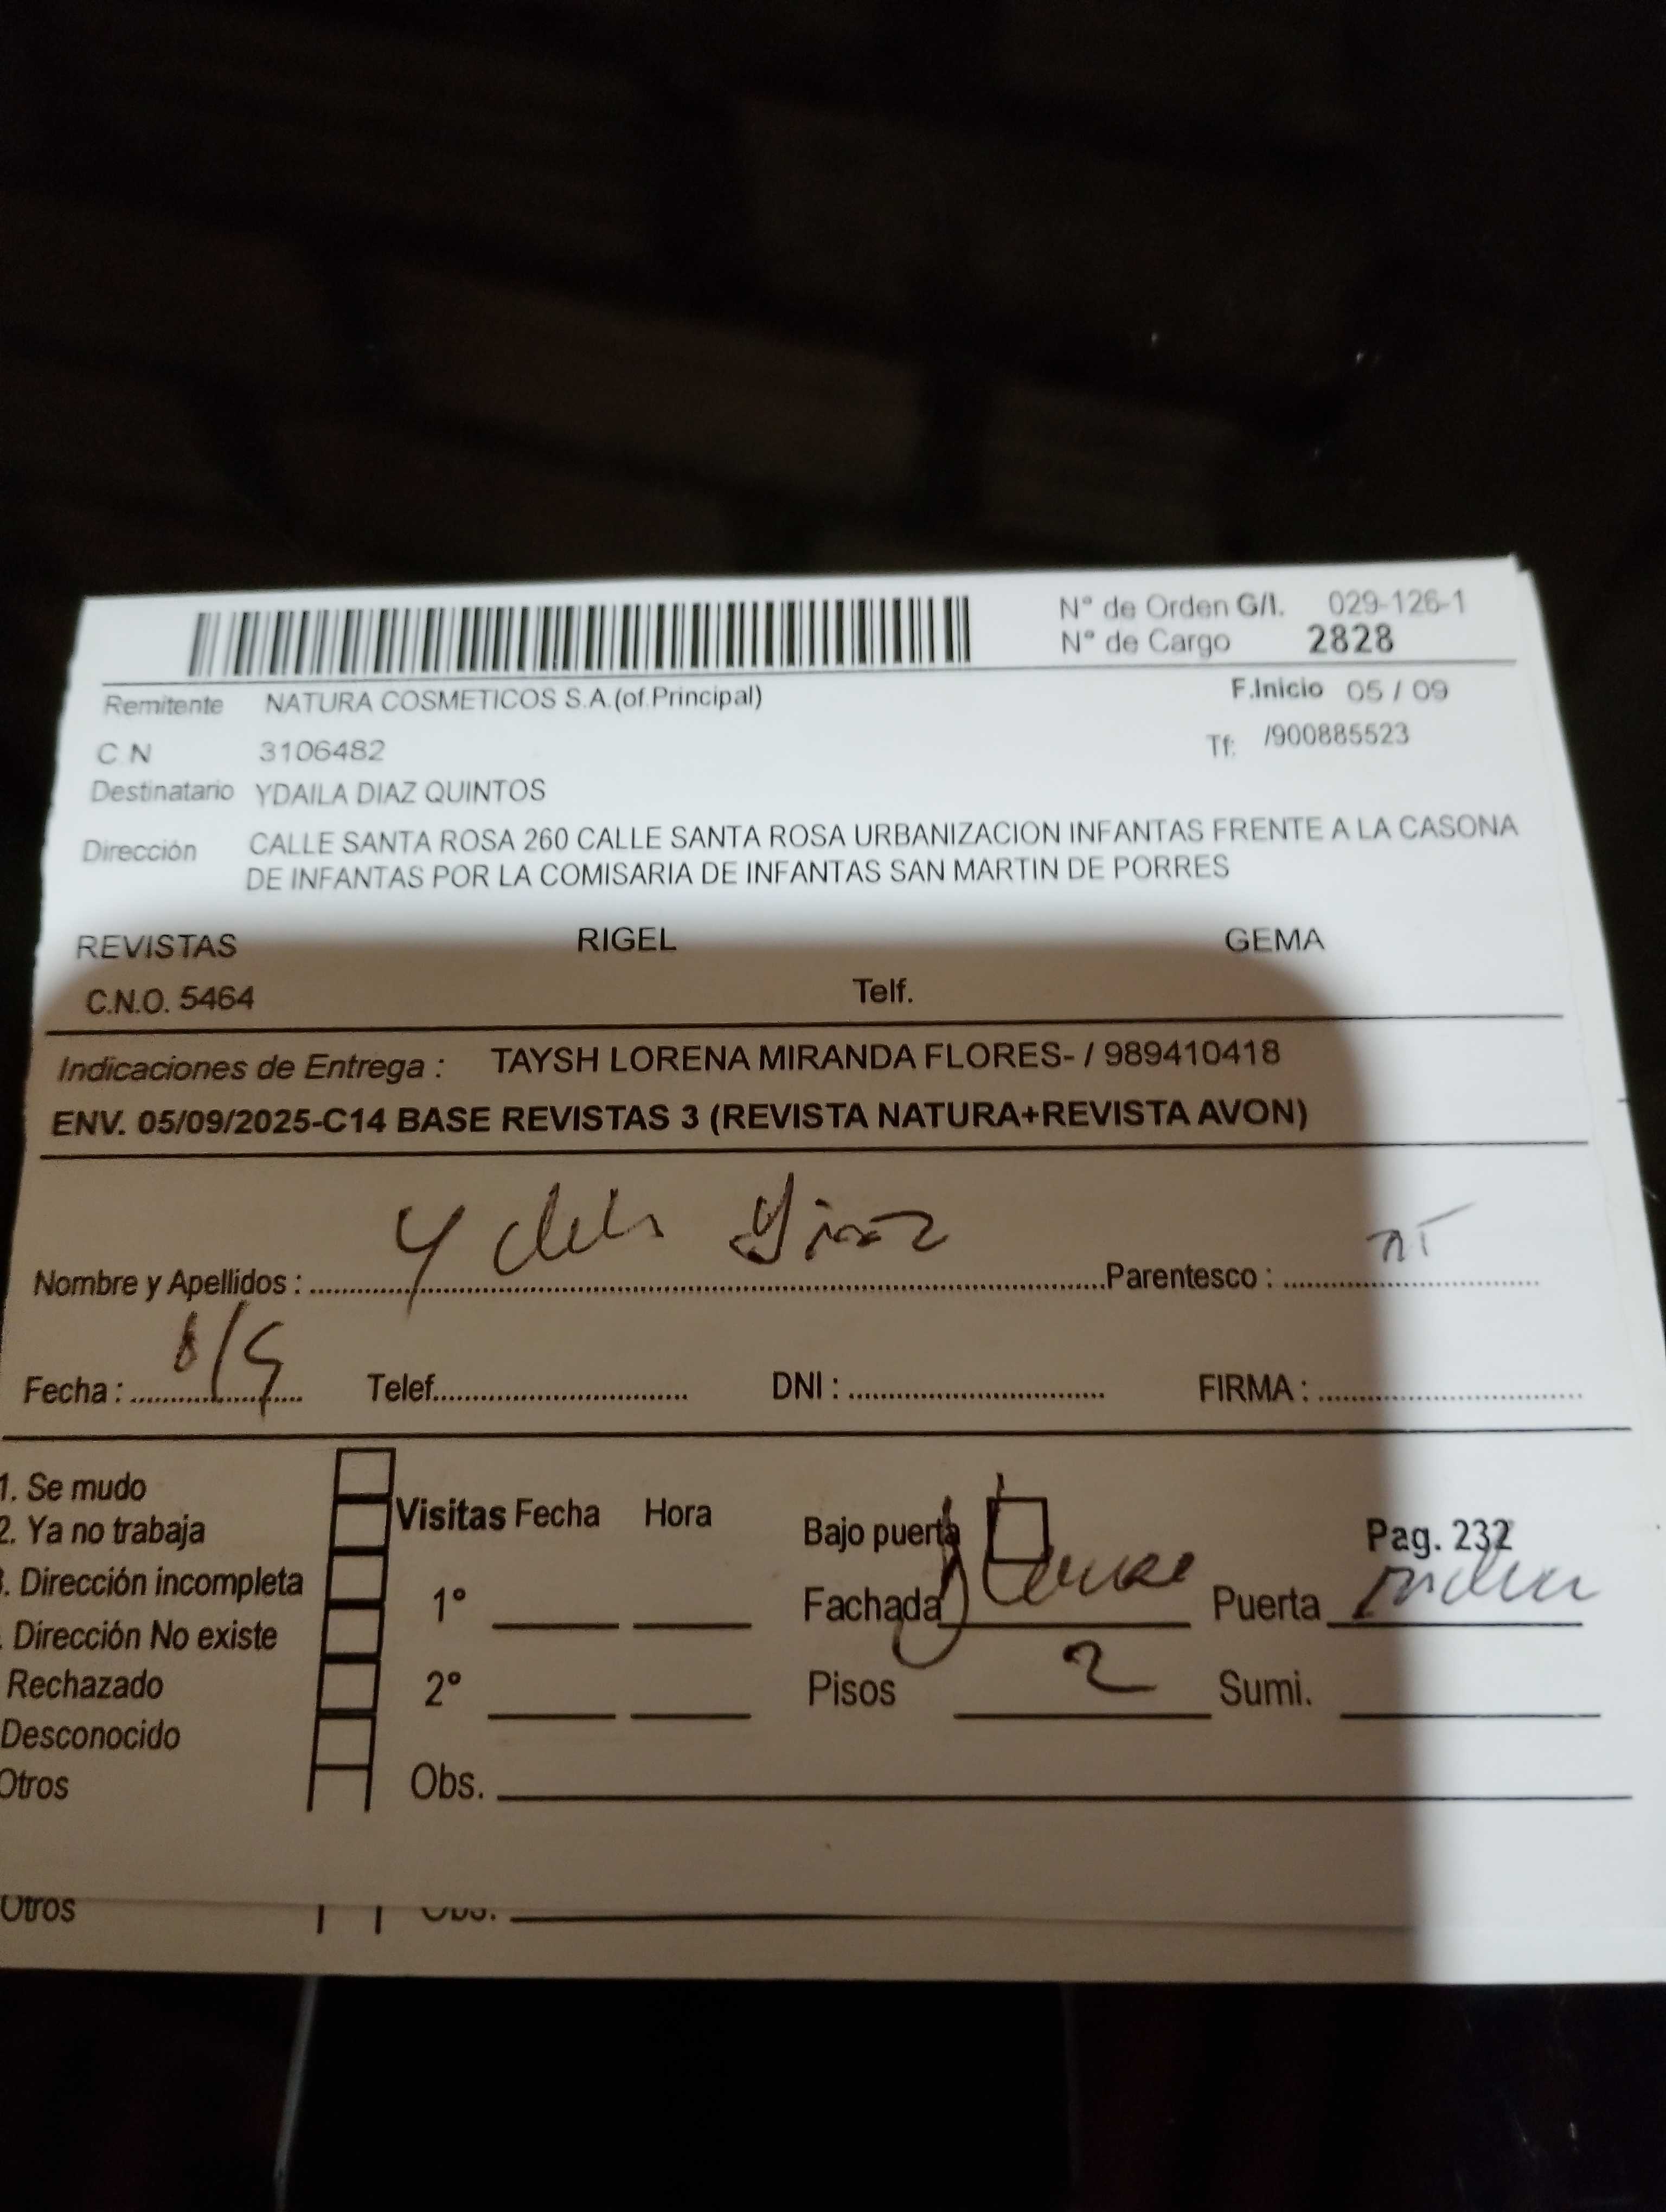 N° de Orden G/I. 029-126-1
N° de Cargo 2828
Remitente NATURA COSMETICOS S.A.(of.Principal) F.Inicio 05 / 09
C.N 3106482 Tf: /900885523
Destinatario YDAILA DIAZ QUINTOS
Dirección CALLE SANTA ROSA 260 CALLE SANTA ROSA URBANIZACION INFANTAS FRENTE A LA CASONA
DE INFANTAS POR LA COMISARIA DE INFANTAS SAN MARTIN DE PORRES
REVISTAS RIGEL GEMA
C.N.O. 5464 Telf.
Indicaciones de Entrega : TAYSH LORENA MIRANDA FLORES- / 989410418
ENV. 05/09/2025-C14 BASE REVISTAS 3 (REVISTA NATURA+REVISTA AVON)
Nombre y Apellidos : Diaz Parentesco :
Fecha : Telef. DNI : FIRMA :
1. Se mudo
2. Ya no trabaja
. Dirección incompleta
. Dirección No existe
Rechazado
Desconocido
Otros
Visitas Fecha Hora
1°
2°
Obs.
Bajo puerta Pag. 232
Fachada Puerta
Pisos 2 Sumi.
Otros Obs.